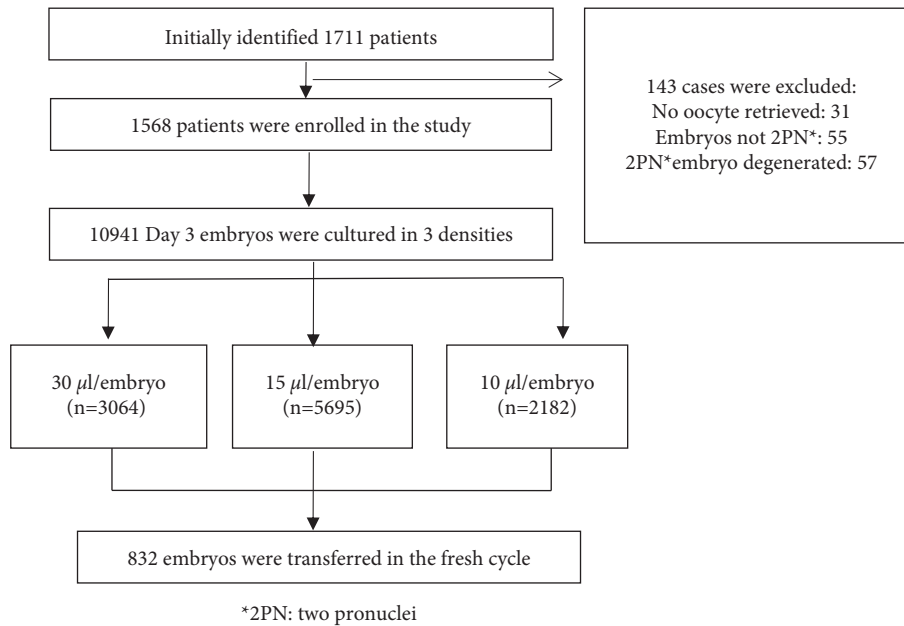 Initially identified 1711 patients
143 cases were excluded:
No oocyte retrieved: 31
Embryos not 2PN*: 55
2PN*embryo degenerated: 57
1568 patients were enrolled in the study
10941 Day 3 embryos were cultured in 3 densities
30 μl/embryo
(n=3064)
15 μl/embryo
(n=5695)
10 μl/embryo
(n=2182)
832 embryos were transferred in the fresh cycle
*2PN: two pronuclei